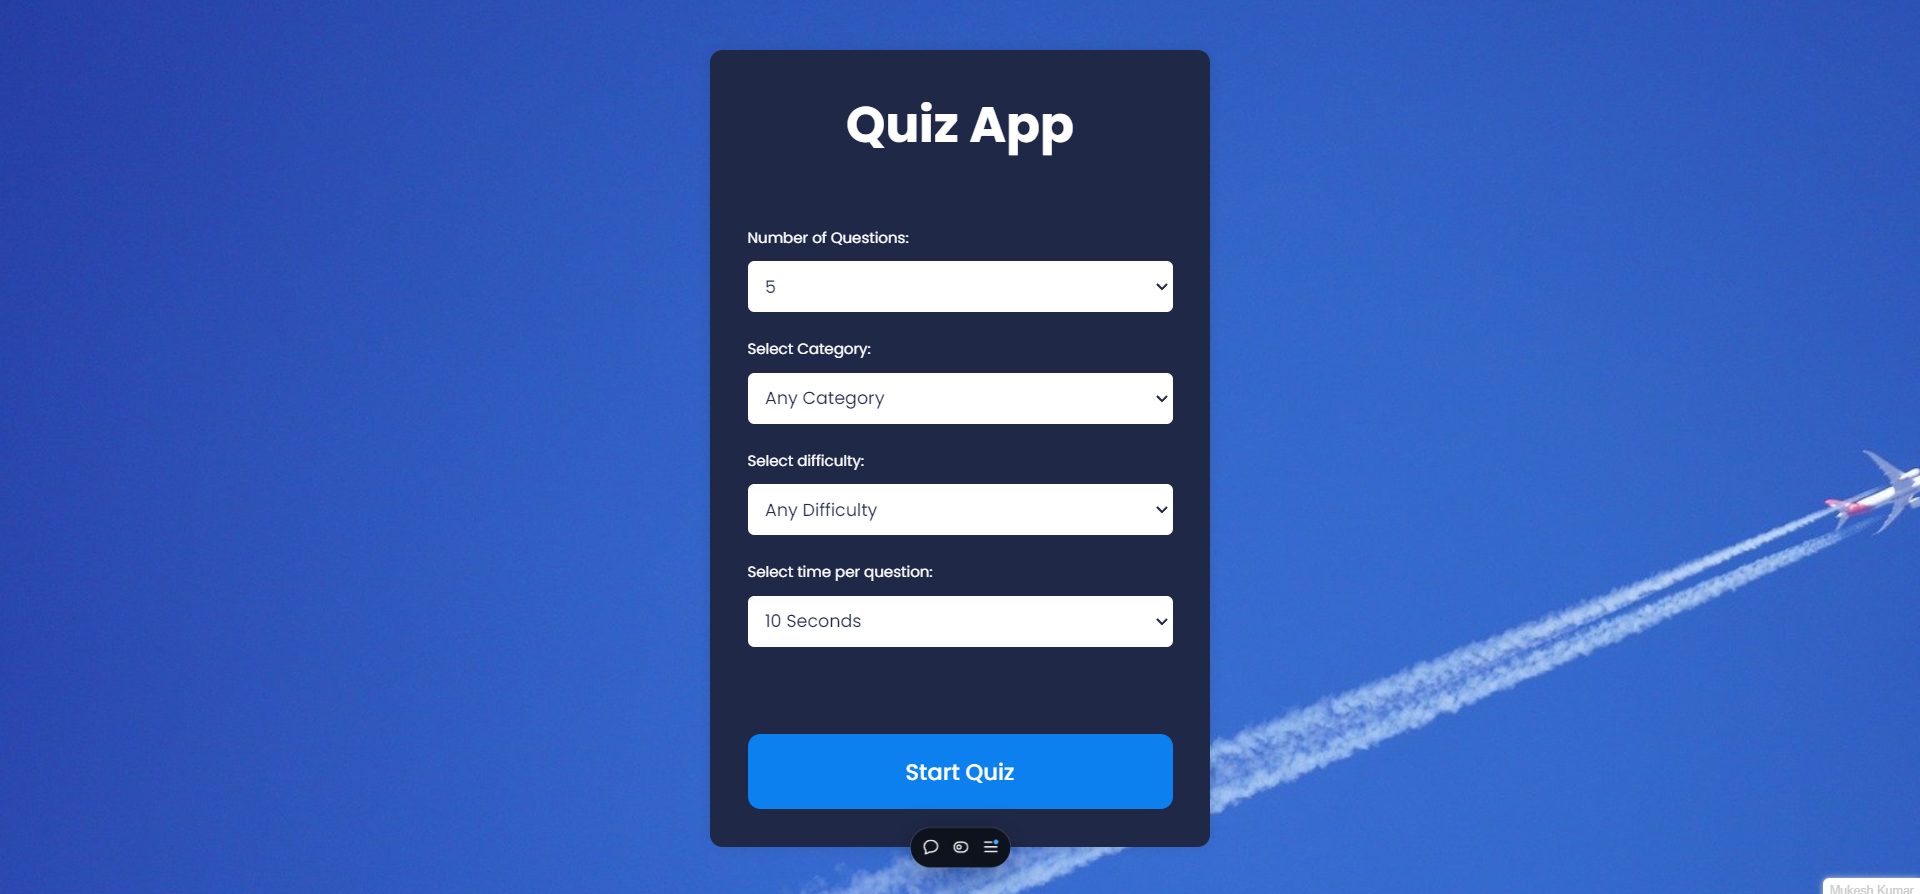 Quiz App
Number of Questions:
5
Select Category:
Any Category
Select difficulty:
Any Difficulty
Select time per question:
10 Seconds
Start Quiz
Mukesh Kumar